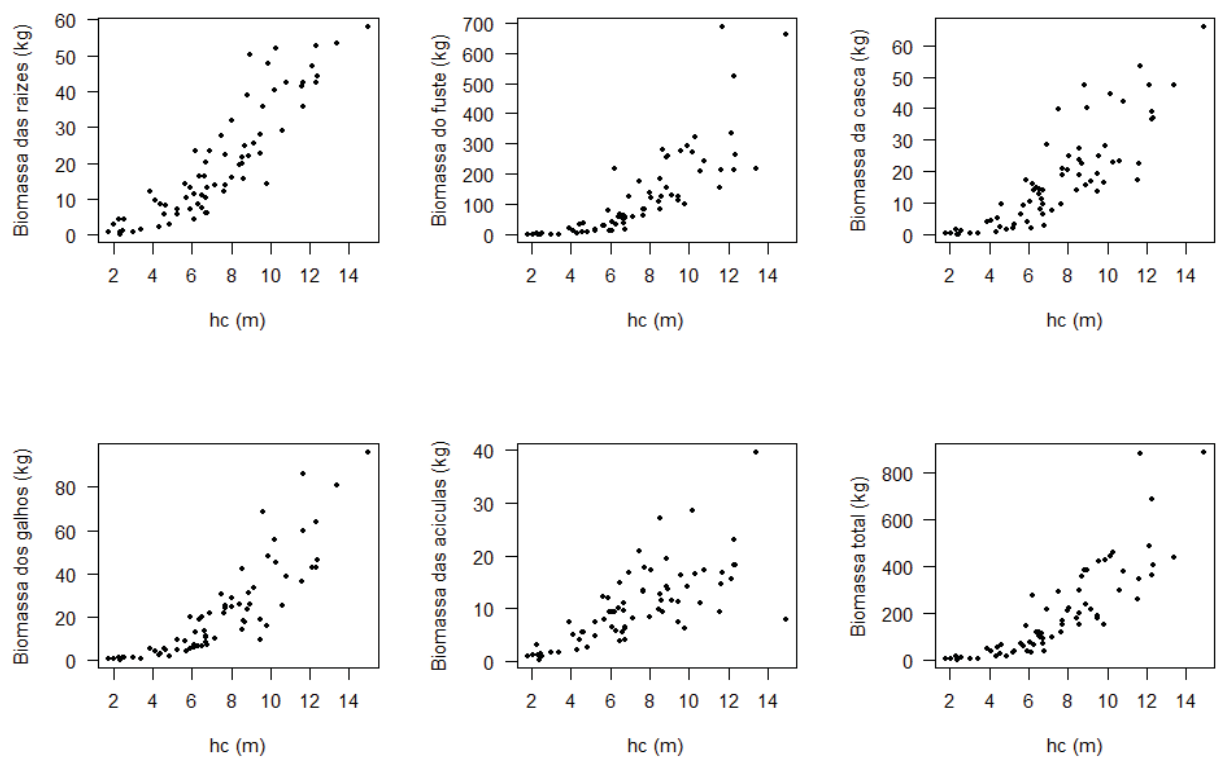 Biomassa das raizes (kg)
60
50
40
30
20
10
0
2 4 6 8 10 12 14
hc (m)
Biomassa do fuste (kg)
700
600
500
400
300
200
100
0
2 4 6 8 10 12 14
hc (m)
Biomassa da casca (kg)
60
50
40
30
20
10
0
2 4 6 8 10 12 14
hc (m)
Biomassa dos galhos (kg)
80
60
40
20
0
2 4 6 8 10 12 14
hc (m)
Biomassa das aciculas (kg)
40
30
20
10
0
2 4 6 8 10 12 14
hc (m)
Biomassa total (kg)
800
600
400
200
0
2 4 6 8 10 12 14
hc (m)